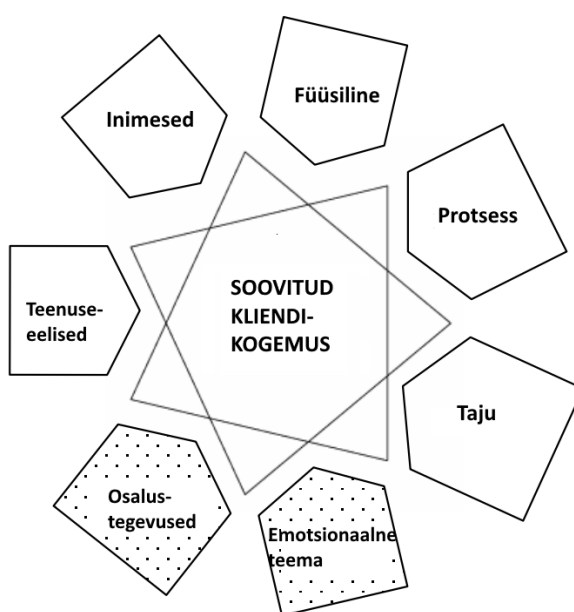 Inimesed
Füüsiline
Protsess
Teenuse-
eelised
SOOVITUD
KLIENDI-
KOGEMUS
Taju
Osalus-
tegevused
Emotsionaalne
teema